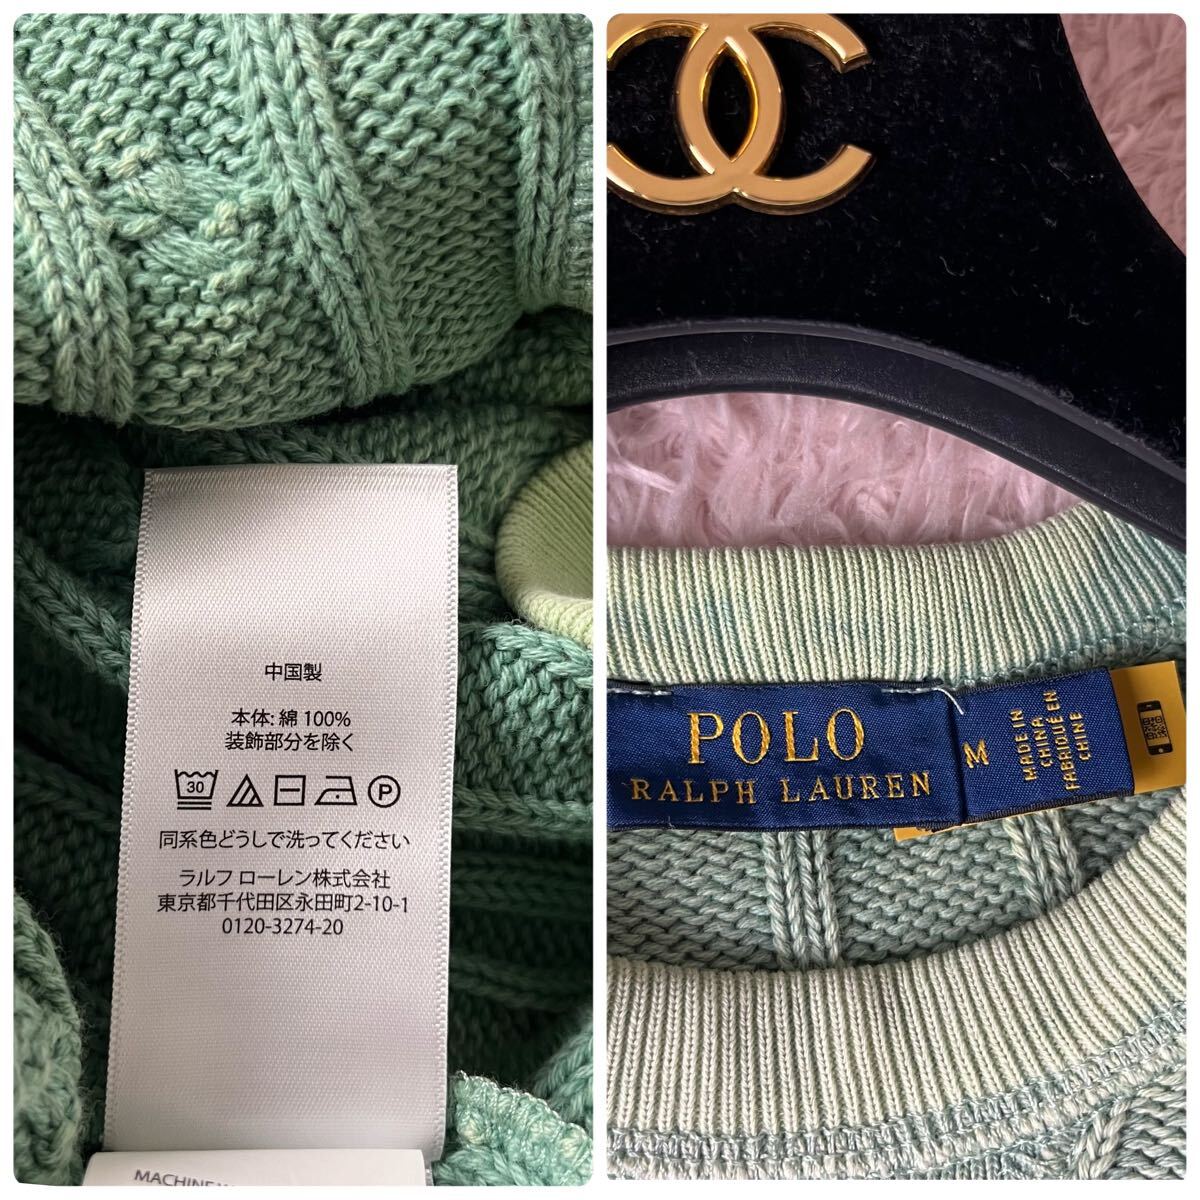 中国製
本体: 綿 100%
装飾部分を除く
30
P
同系色どうしで洗ってください
ラルフ ローレン株式会社
東京都千代田区永田町2-10-1
0120-3274-20
POLO
RALPH LAUREN
M
MADE IN
CHINA
FABRIQUÉ EN
CHINE